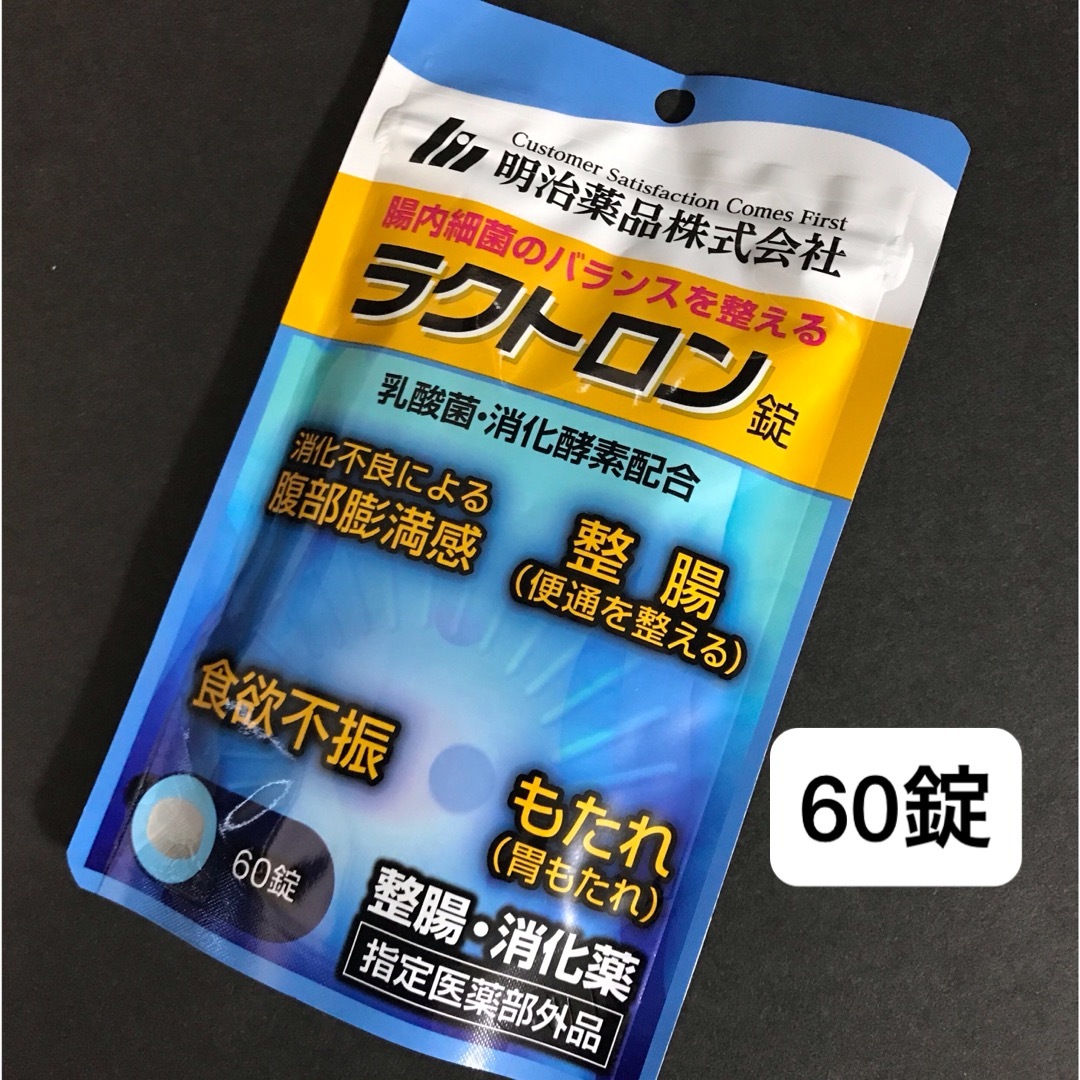 Customer Satisfaction Comes First
明治薬品株式会社
腸内細菌のバランスを整える
ラクトロン錠
乳酸菌・消化酵素配合
消化不良による
腹部膨満感
整腸
(便通を整える)
食欲不振
もたれ
(胃もたれ)
60錠
整腸・消化薬
指定医薬部外品
60錠